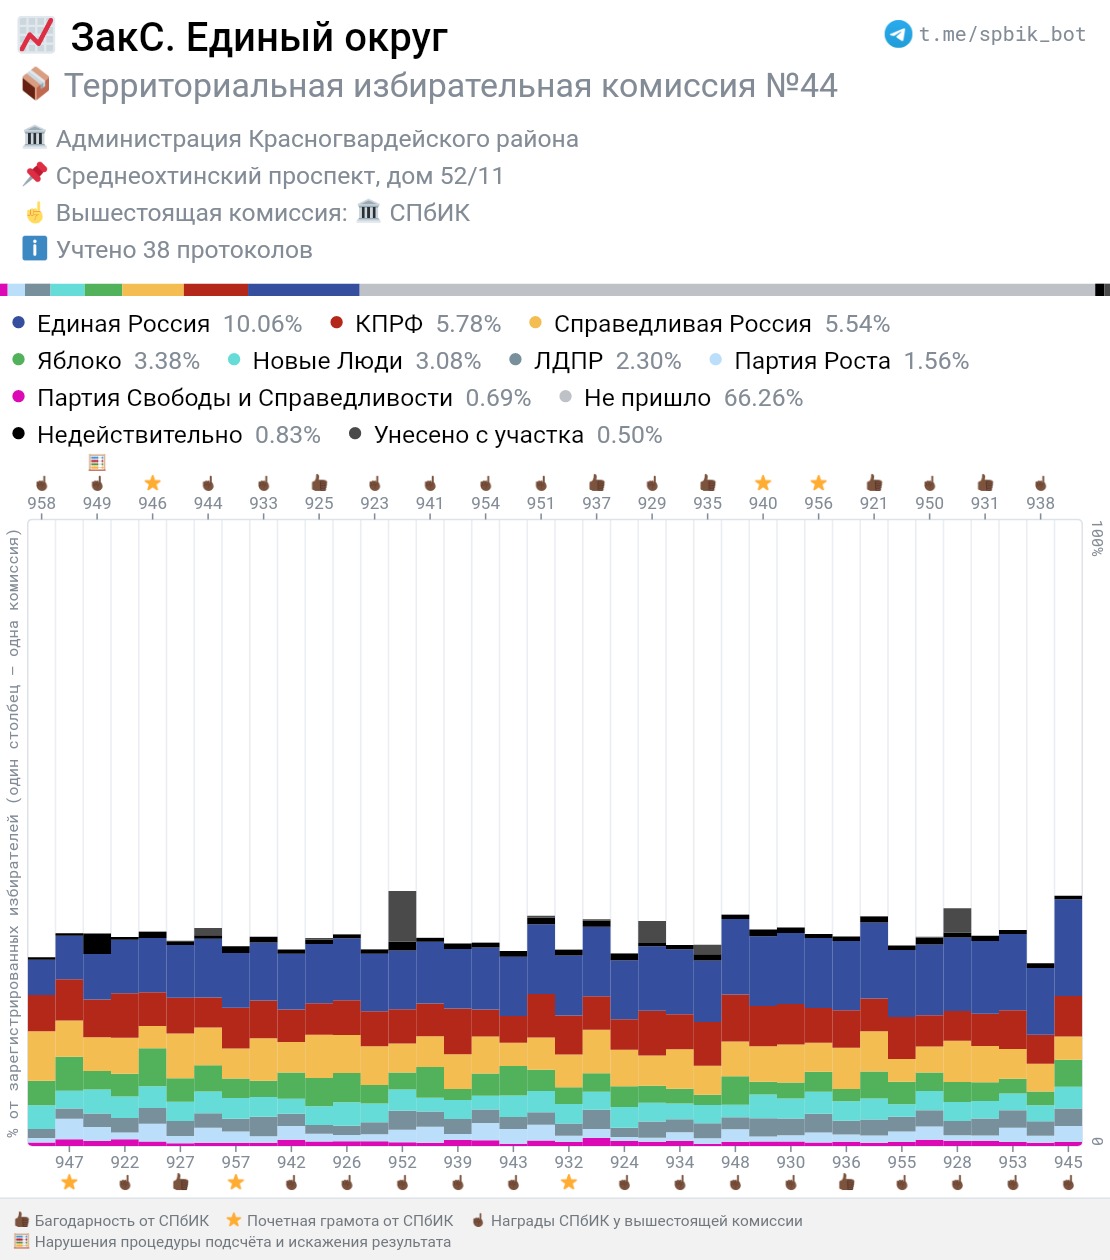 ЗакС. Единый округ
t.me/spbik_bot
Территориальная избирательная комиссия №44
Администрация Красногвардейского района
Среднеохтинский проспект, дом 52/11
Вышестоящая комиссия: СПбИК
Учтено 38 протоколов
Единая Россия 10.06% КПРФ 5.78% Справедливая Россия 5.54%
Яблоко 3.38% Новые Люди 3.08% ЛДПР 2.30% Партия Роста 1.56%
Партия Свободы и Справедливости 0.69% Не пришло 66.26%
Недействительно 0.83% Унесено с участка 0.50%
958 949 946 944 933 925 923 941 954 951 937 929 935 940 956 921 950 931 938
% от зарегистрированных избирателей (один столбец – одна комиссия)
100%
0
947 922 927 957 942 926 952 939 943 932 924 934 948 930 936 955 928 953 945
Багодарность от СПбИК Почетная грамота от СПбИК Награды СПбИК у вышестоящей комиссии
Нарушения процедуры подсчёта и искажения результата